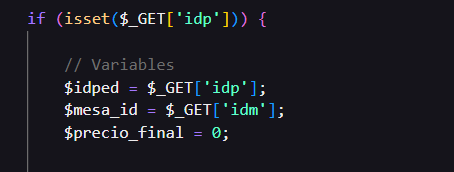 if (isset($_GET['idp'])) {
// Variables
$idped = $_GET['idp'];
$mesa_id = $_GET['idm'];
$precio_final = 0;